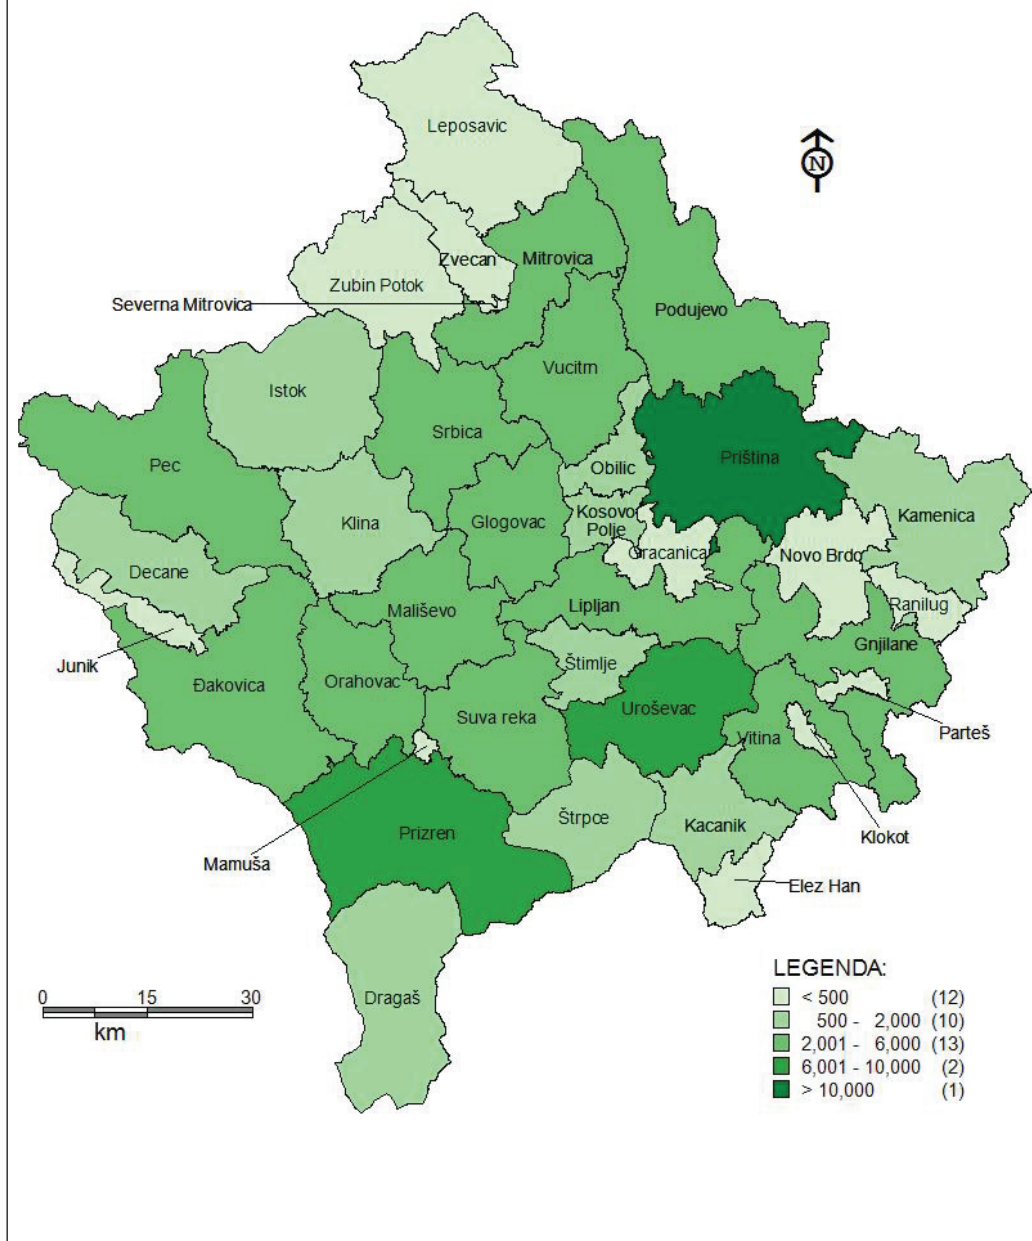 Leposavic
N
Zvecan
Mitrovica
Zubin Potok
Severna Mitrovica
Podujevo
Vucitrn
Istok
Srbica
Pec
Priština
Obilic
Klina
Glogovac
Kosovo
Polje
Kamenica
Gracanica
Novo Brdo
Decane
Ranilug
Mališevo
Lipljan
Gnjilane
Junik
Štimlje
Đakovica
Orahovac
Uroševac
Suva reka
Vitina
Parteš
Štrpce
Kacanik
Klokot
Prizren
Mamuša
Elez Han
Dragaš
0 15 30
km
LEGENDA:
< 500 (12)
500 - 2,000 (10)
2,001 - 6,000 (13)
6,001 - 10,000 (2)
> 10,000 (1)